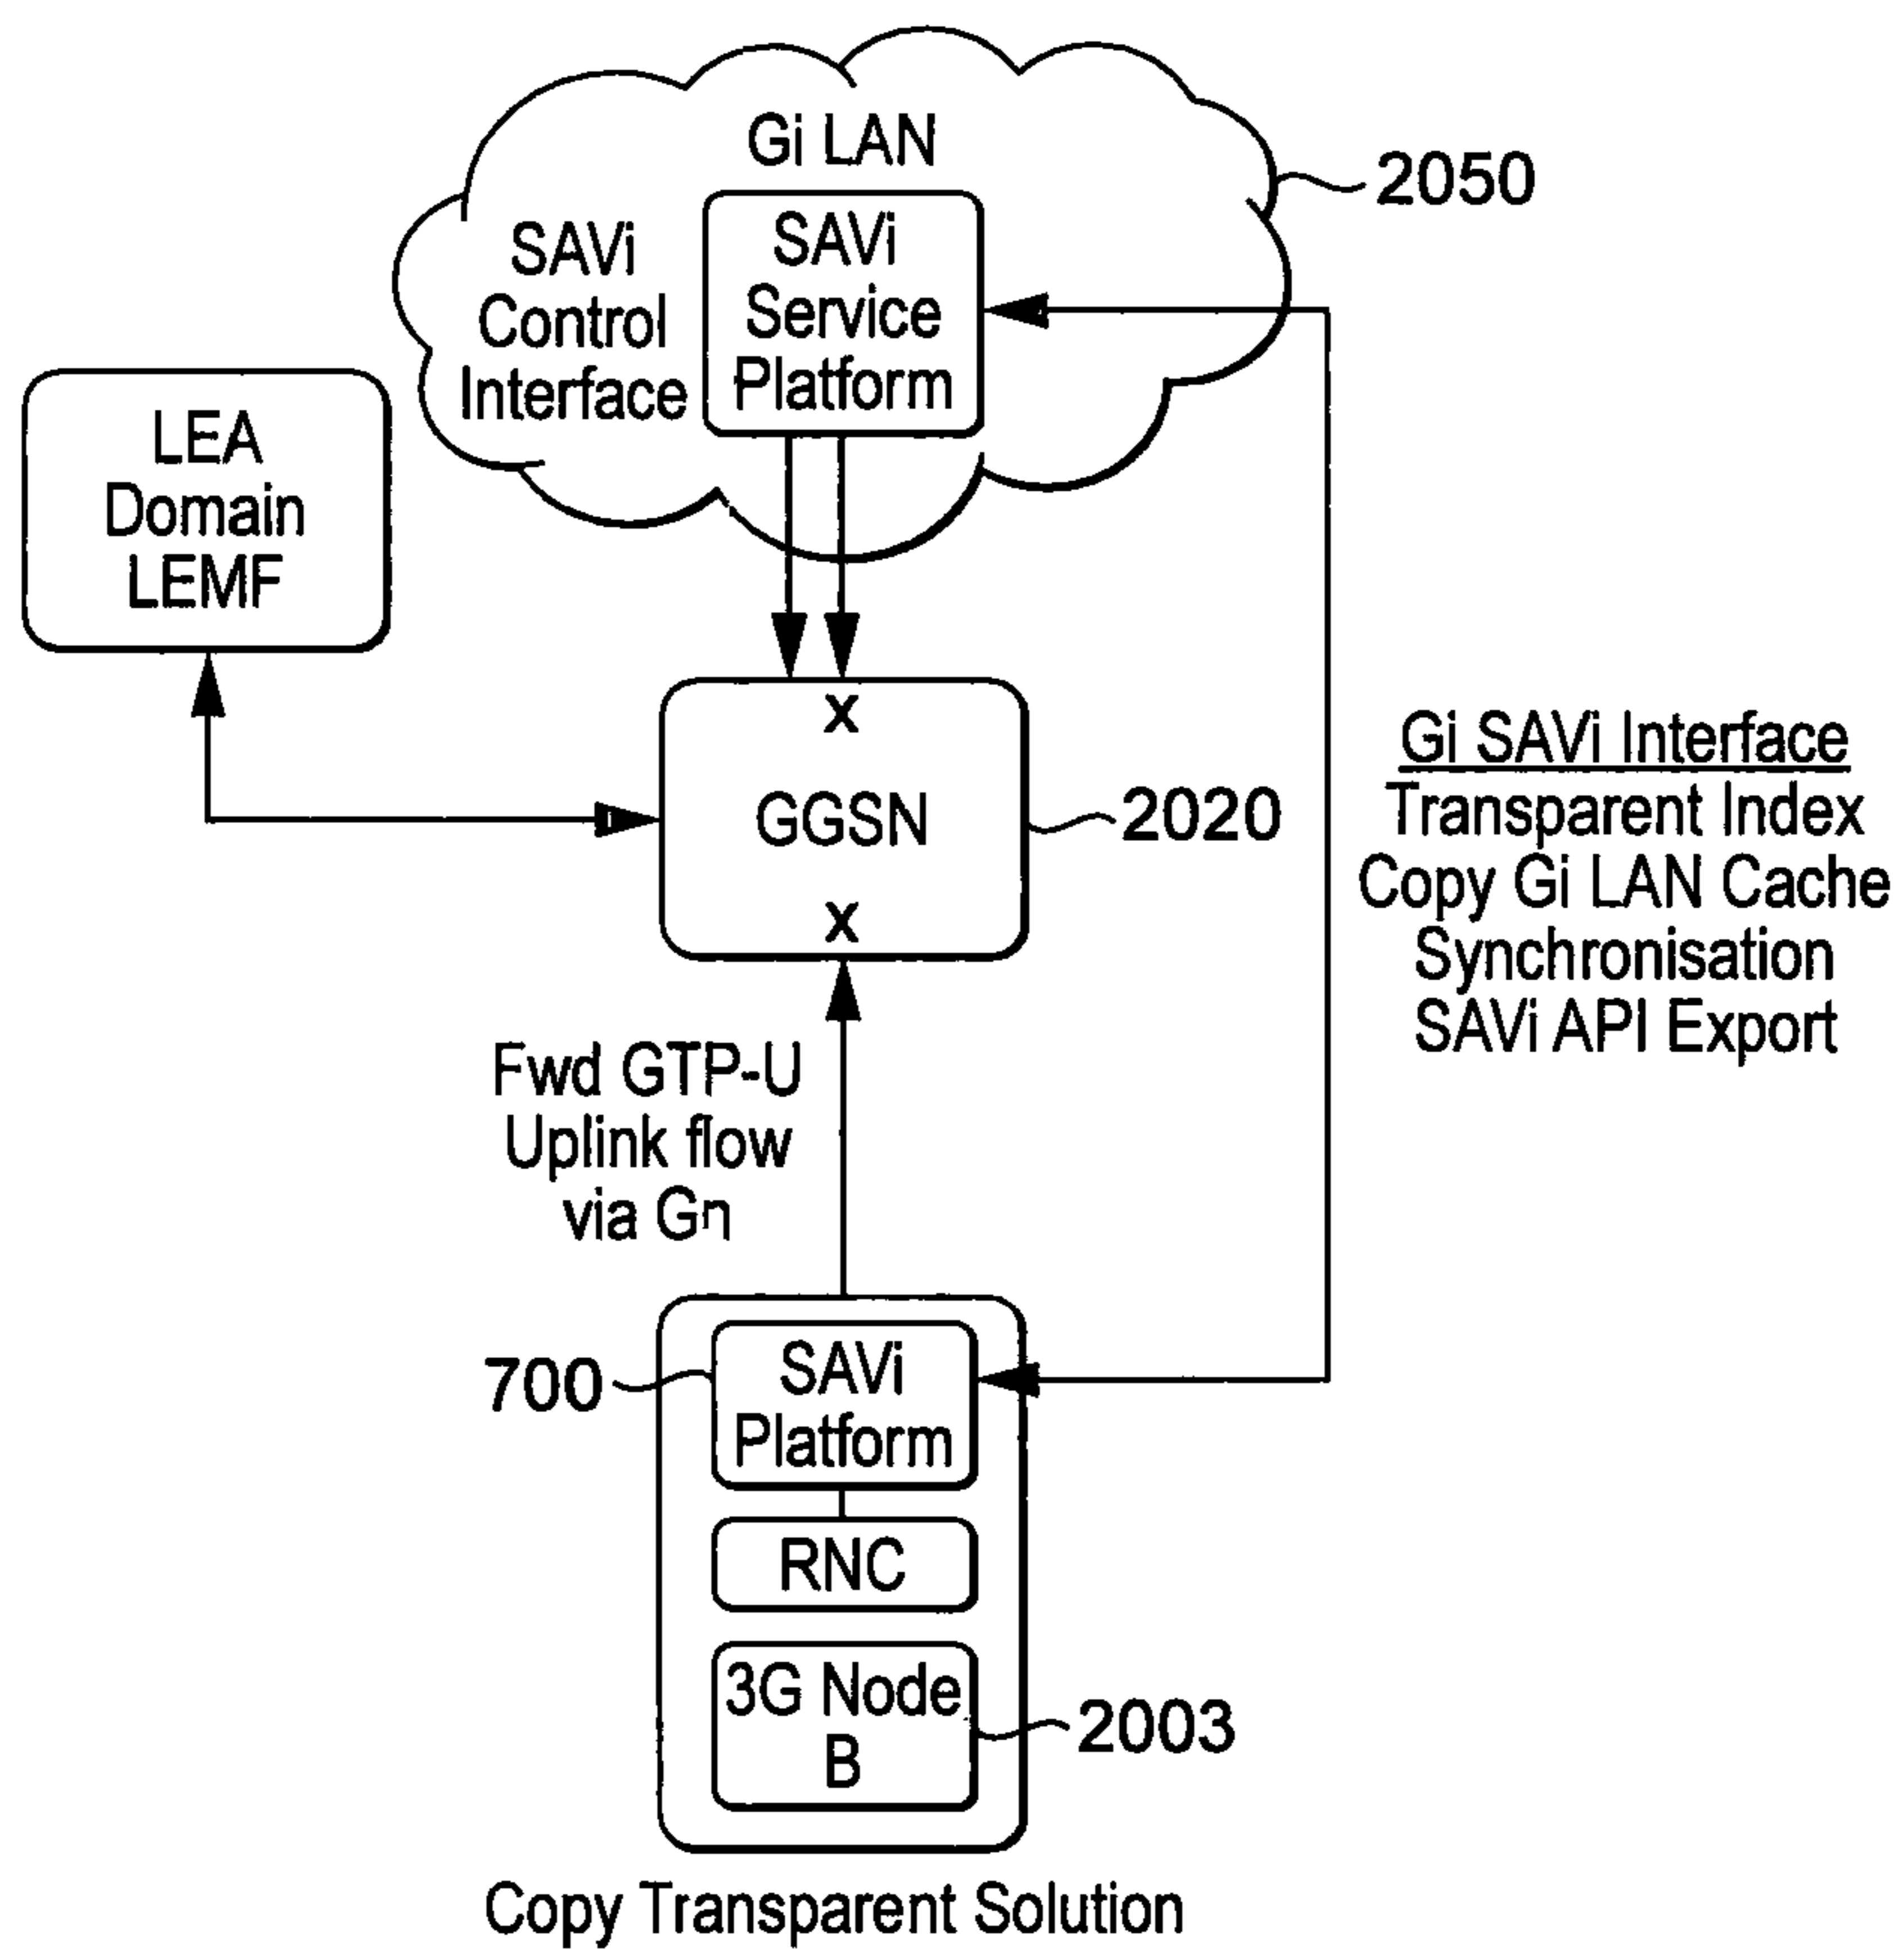 Gi LAN
2050
SAVi
Control
Interface
SAVi
Service
Platform
LEA
Domain
LEMF
x
GGSN
x
2020
Gi SAVi Interface
Transparent Index
Copy Gi LAN Cache
Synchronisation
SAVi API Export
Fwd GTP-U
Uplink flow
via Gn
700
SAVi
Platform
RNC
3G Node
B
2003
Copy Transparent Solution